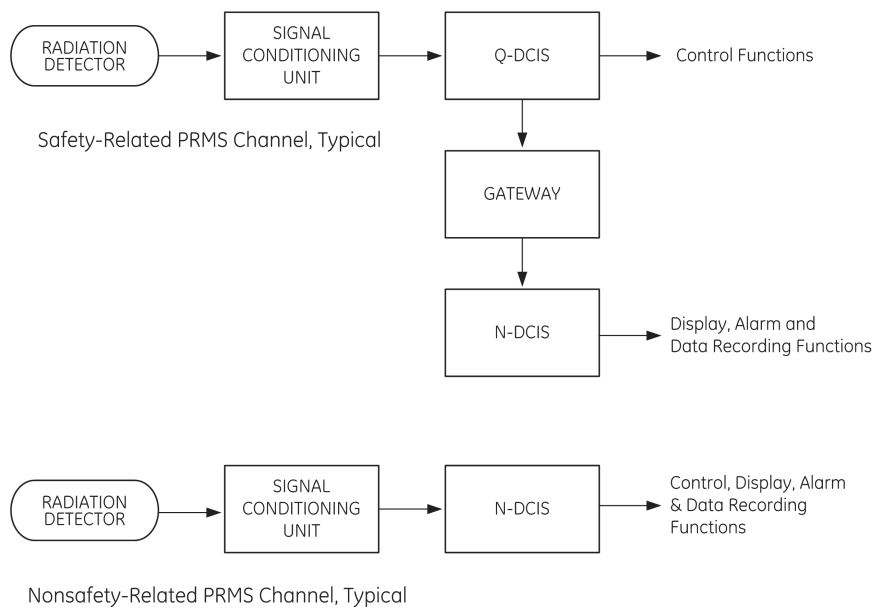 RADIATION
DETECTOR
SIGNAL
CONDITIONING
UNIT
Q-DCIS
Control Functions
Safety-Related PRMS Channel, Typical
GATEWAY
N-DCIS
Display, Alarm and
Data Recording Functions
RADIATION
DETECTOR
SIGNAL
CONDITIONING
UNIT
N-DCIS
Control, Display, Alarm
& Data Recording
Functions
Nonsafety-Related PRMS Channel, Typical